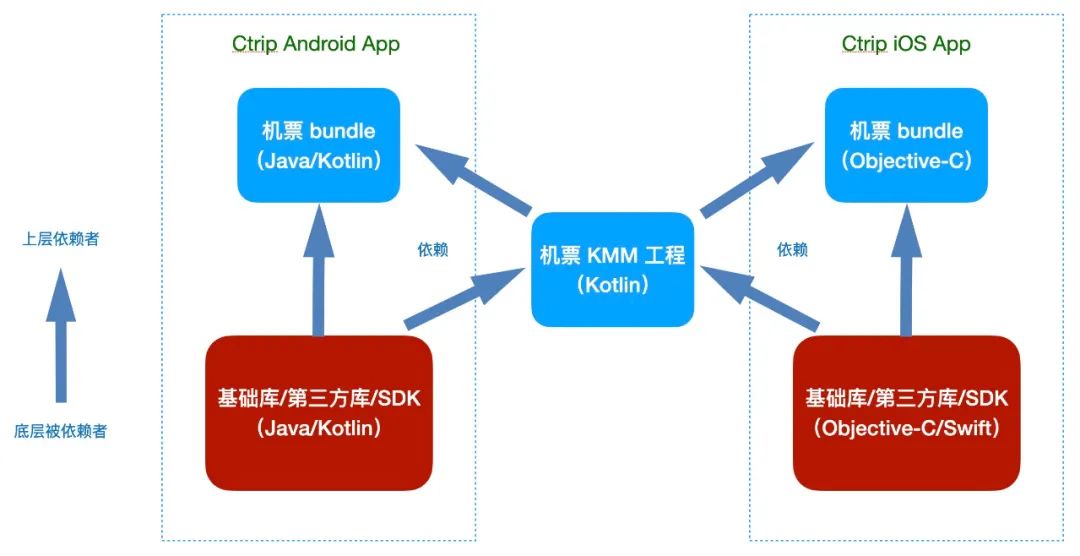 Ctrip Android App
Ctrip iOS App
机票 bundle
（Java/Kotlin）
机票 bundle
（Objective-C）
上层依赖者
依赖
机票 KMM 工程
（Kotlin）
依赖
基础库/第三方库/SDK
（Java/Kotlin）
基础库/第三方库/SDK
（Objective-C/Swift）
底层被依赖者